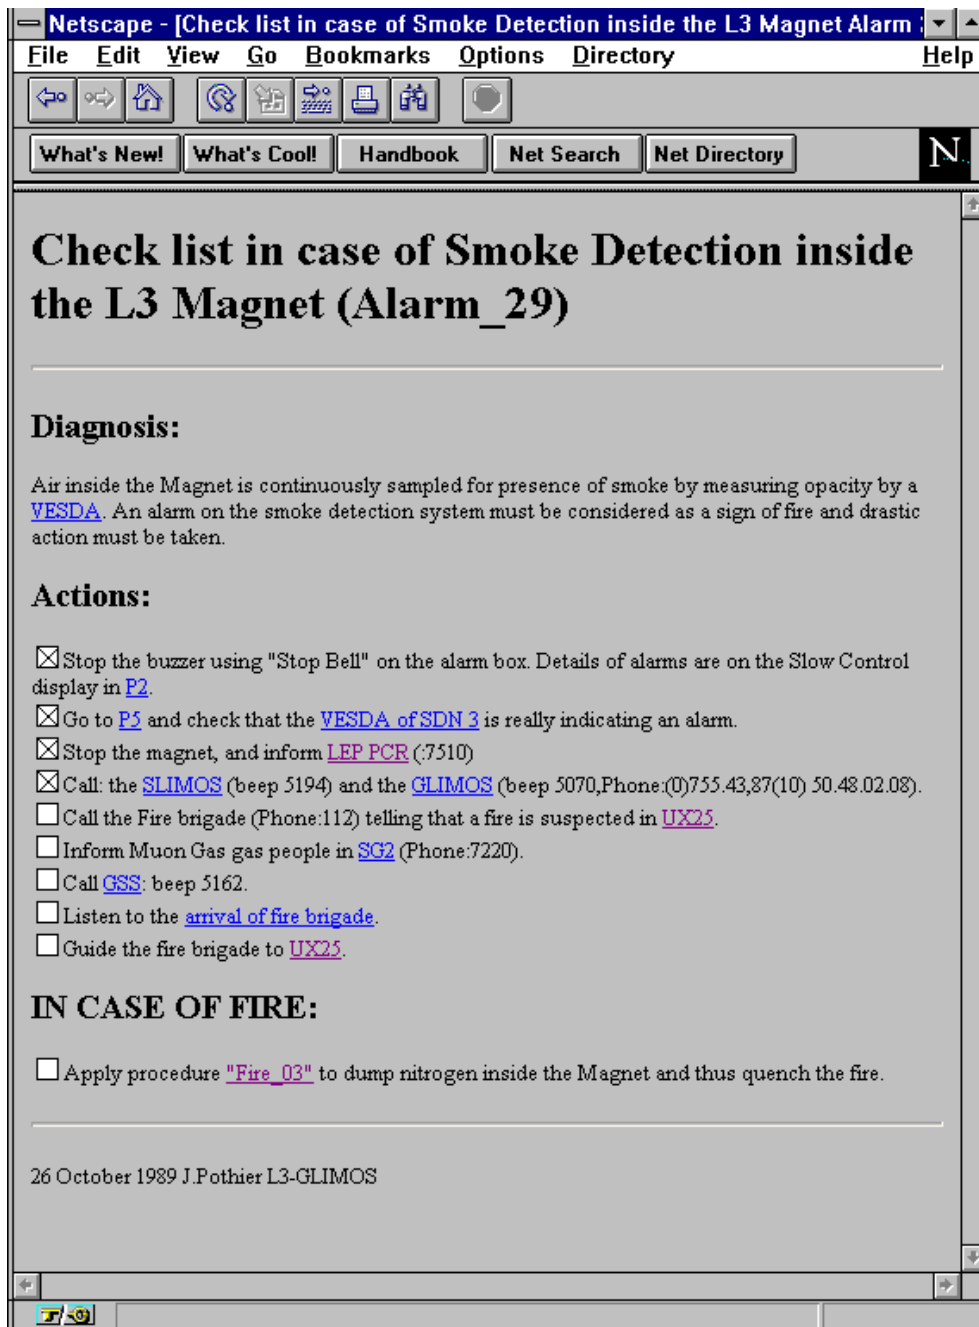 Netscape - [Check list in case of Smoke Detection inside the L3 Magnet Alarm
File Edit View Go Bookmarks Options Directory Help
What's New! What's Cool! Handbook Net Search Net Directory N
Check list in case of Smoke Detection inside
the L3 Magnet (Alarm_29)
Diagnosis:
Air inside the Magnet is continuously sampled for presence of smoke by measuring opacity by a
VESDA. An alarm on the smoke detection system must be considered as a sign of fire and drastic
action must be taken.
Actions:
Stop the buzzer using "Stop Bell" on the alarm box. Details of alarms are on the Slow Control
display in P2.
Go to P5 and check that the VESDA of SDN 3 is really indicating an alarm.
Stop the magnet, and inform LEP PCR (:7510)
Call: the SLIMOS (beep 5194) and the GLIMOS (beep 5070,Phone:(0)755.43,87(10) 50.48.02.08).
Call the Fire brigade (Phone:112) telling that a fire is suspected in UX25.
Inform Muon Gas gas people in SG2 (Phone:7220).
Call GSS: beep 5162.
Listen to the arrival of fire brigade.
Guide the fire brigade to UX25.
IN CASE OF FIRE:
Apply procedure "Fire_03" to dump nitrogen inside the Magnet and thus quench the fire.
26 October 1989 J.Pothier L3-GLIMOS